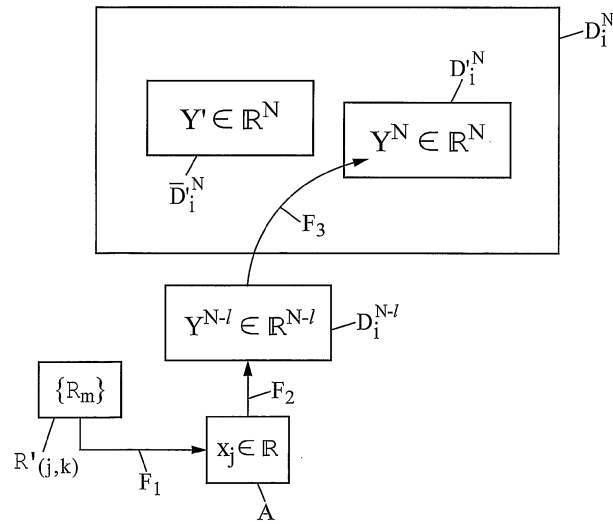 D_i^N
D'_i^N
Y' ∈ ℝ^N
Y^N ∈ ℝ^N
D̅'_i^N
F_3
Y^{N-l} ∈ ℝ^{N-l}
D_i^{N-l}
{R_m}
F_2
R'_{(j,k)}
x_j ∈ ℝ
F_1
A